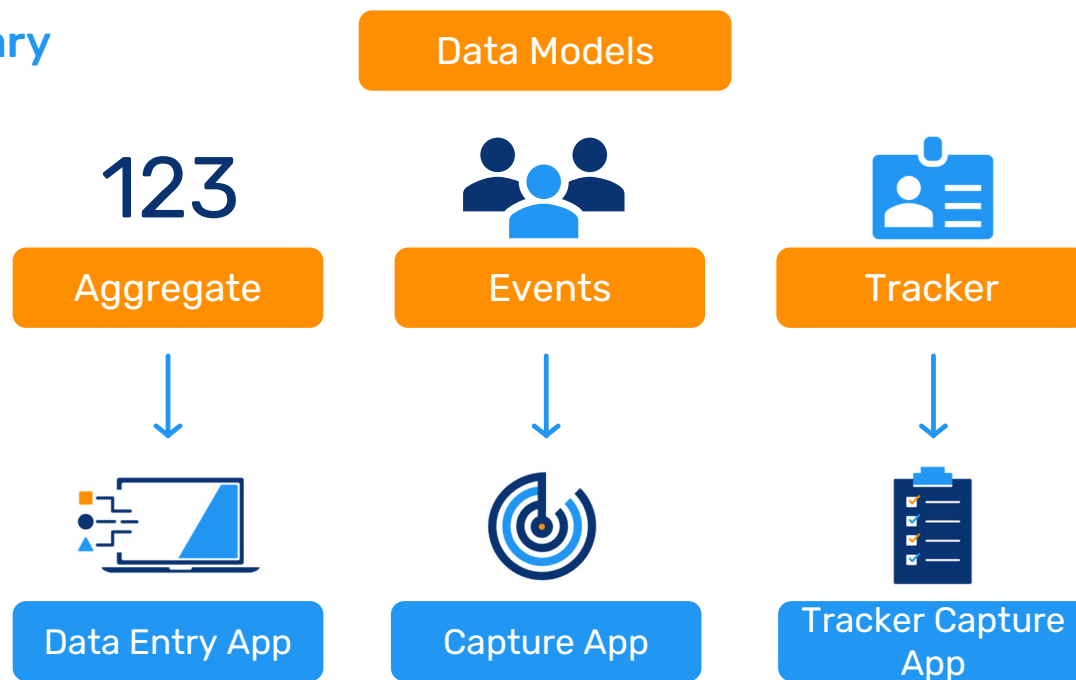 Data Models
123
Aggregate
Events
Tracker
Data Entry App
Capture App
Tracker Capture
App